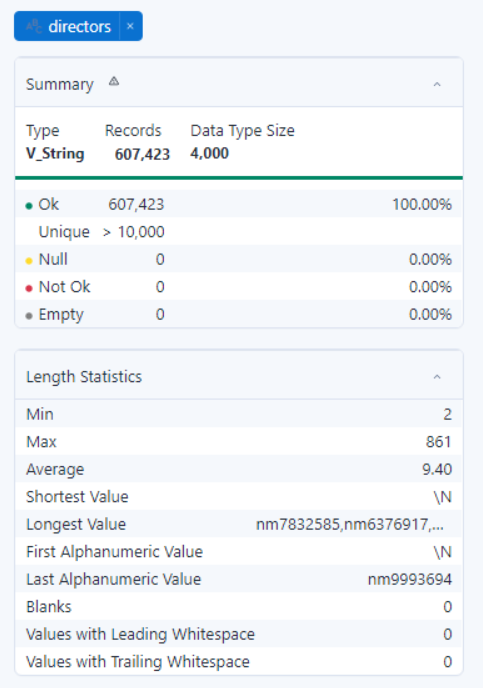 directors ×
Summary
Type Records Data Type Size
V_String 607,423 4,000
Ok 607,423 100.00%
Unique > 10,000
Null 0 0.00%
Not Ok 0 0.00%
Empty 0 0.00%
Length Statistics
Min 2
Max 861
Average 9.40
Shortest Value \N
Longest Value nm7832585,nm6376917,...
First Alphanumeric Value \N
Last Alphanumeric Value nm9993694
Blanks 0
Values with Leading Whitespace 0
Values with Trailing Whitespace 0